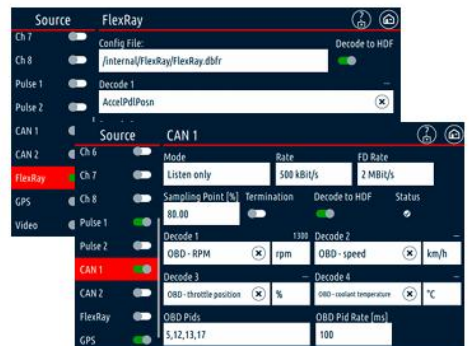 Source
FlexRay
Ch 7
Config File:
Decode to HDF
Ch 8
/internal/FlexRay/FlexRay.dbfr
Pulse 1
Decode 1
–
Pulse 2
AccelPdlPosn
CAN 1
CAN 2
FlexRay
GPS
Video
Source
CAN 1
Ch 6
Mode
Rate
FD Rate
Ch 7
Listen only
500 kBit/s
2 MBit/s
Ch 8
Sampling Point [%]
Termination
Decode to HDF
Status
Pulse 1
80.00
Pulse 2
Decode 1
1300
Decode 2
–
OBD - RPM
rpm
OBD - speed
km/h
CAN 1
Decode 3
–
Decode 4
–
CAN 2
OBD - throttle position
%
OBD - coolant temperature
°C
FlexRay
OBD Pids
OBD Pid Rate [ms]
GPS
5,12,13,17
100